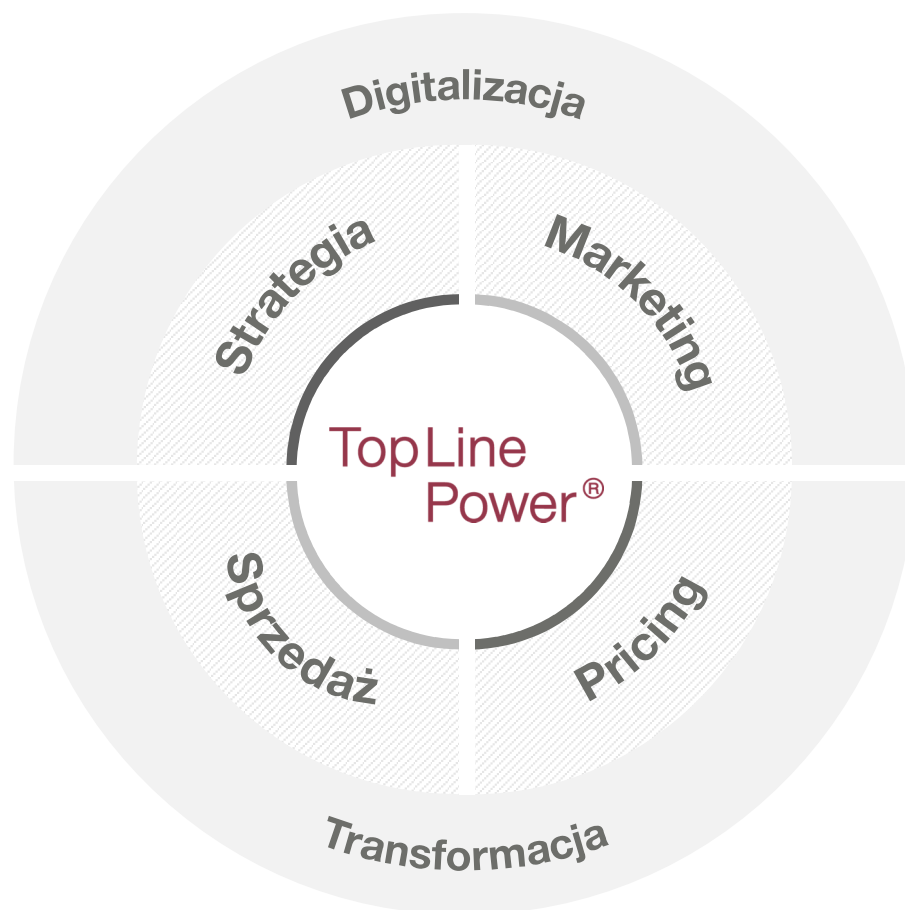 Digitalizacja
Strategia
Marketing
TopLine
Power®
Sprzedaż
Pricing
Transformacja